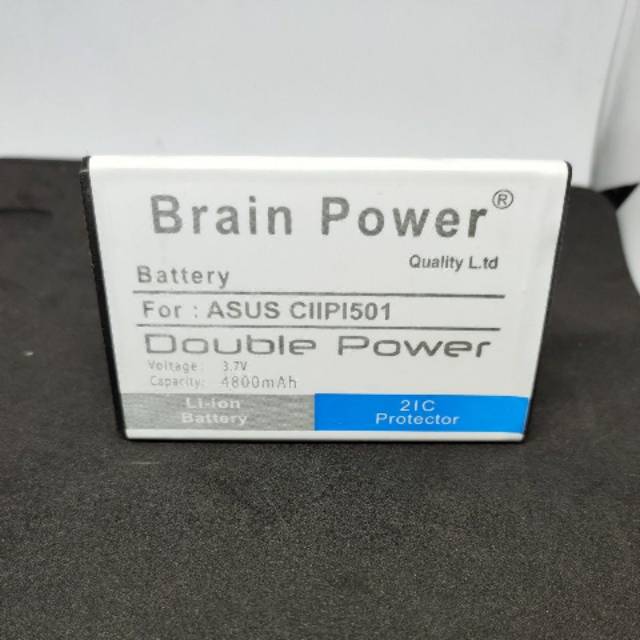 Brain Power®
Quality L.td
Battery
For : ASUS CIIPI501
Double Power
Voltage: 3.7V
Capacity: 4800mAh
Li-ion
Battery
2IC
Protector